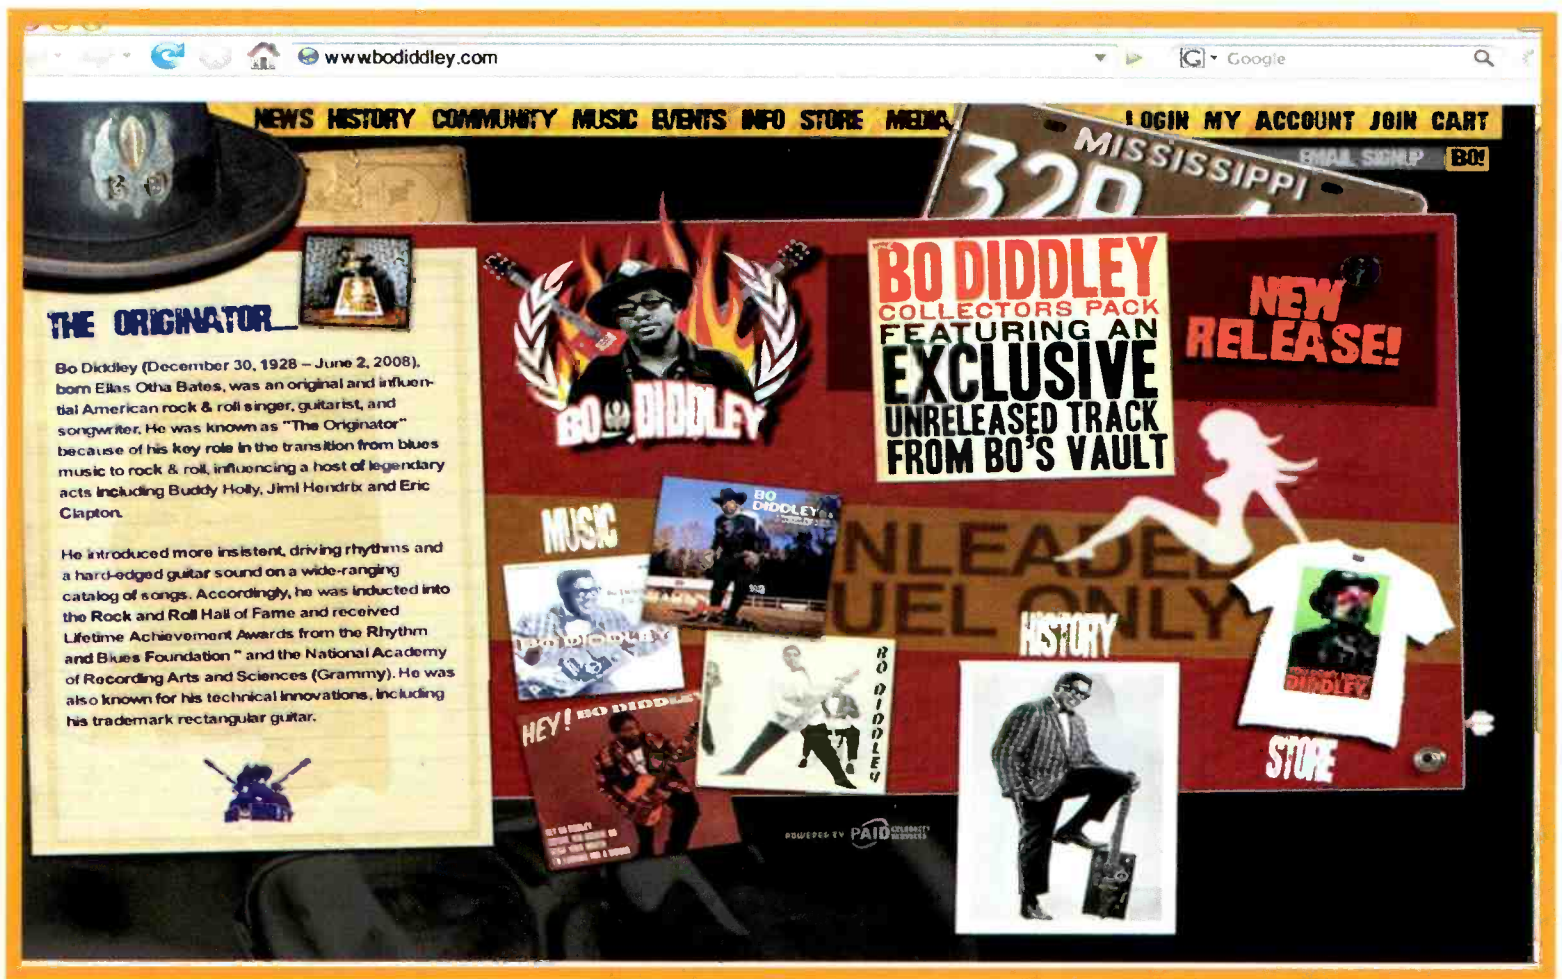 www.bodiddley.com
Google
NEWS HISTORY COMMUNITY MUSIC EVENTS INFO STORE MEDIA
LOGIN MY ACCOUNT JOIN CART
EMAIL SIGNUP BO!
MISSISSIPPI
32R
THE ORIGINATOR...
Bo Diddley (December 30, 1928 – June 2, 2008),
born Ellas Otha Bates, was an original and influen-
tial American rock & roll singer, guitarist, and
songwriter. He was known as "The Originator"
because of his key role in the transition from blues
music to rock & roll, influencing a host of legendary
acts including Buddy Holly, Jimi Hendrix and Eric
Clapton.
He introduced more insistent, driving rhythms and
a hard-edged guitar sound on a wide-ranging
catalog of songs. Accordingly, he was inducted into
the Rock and Roll Hall of Fame and received
Lifetime Achievement Awards from the Rhythm
and Blues Foundation " and the National Academy
of Recording Arts and Sciences (Grammy). He was
also known for his technical innovations, including
his trademark rectangular guitar.
BO DIDDLEY
BO DIDDLEY
BO DIDDLEY
COLLECTORS PACK
FEATURING AN
EXCLUSIVE
UNRELEASED TRACK
FROM BO'S VAULT
NEW
RELEASE!
MUSIC
BO
DIDDLEY
BO DIDDLEY
HEY! BO DIDDLEY
BO DIDDLEY
NLEADED
UEL ONLY
HISTORY
DIDDLEY
STORE
POWERED BY PAID CELEBRITY
SERVICES